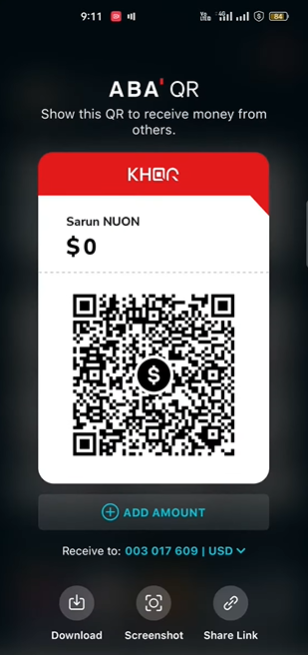 9:11
84
ABA' QR
Show this QR to receive money from
others.
KHQR
Sarun NUON
$ 0
$
ADD AMOUNT
Receive to: 003 017 609 | USD
Download Screenshot Share Link